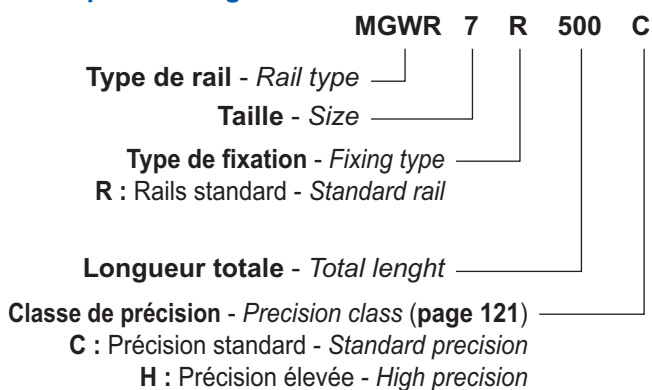 MGWR 7 R 500 C
Type de rail - Rail type
Taille - Size
Type de fixation - Fixing type
R : Rails standard - Standard rail
Longueur totale - Total lenght
Classe de précision - Precision class (page 121)
C : Précision standard - Standard precision
H : Précision élevée - High precision